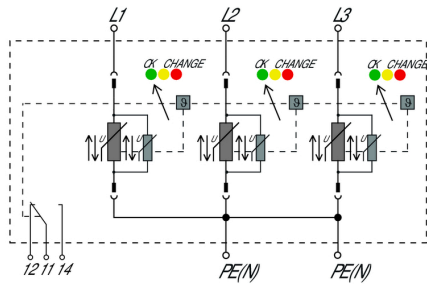 L1 L2 L3
OK CHANGE OK CHANGE OK CHANGE
ϑ ϑ ϑ
U U U U U U
12 11 14 PE(N) PE(N)